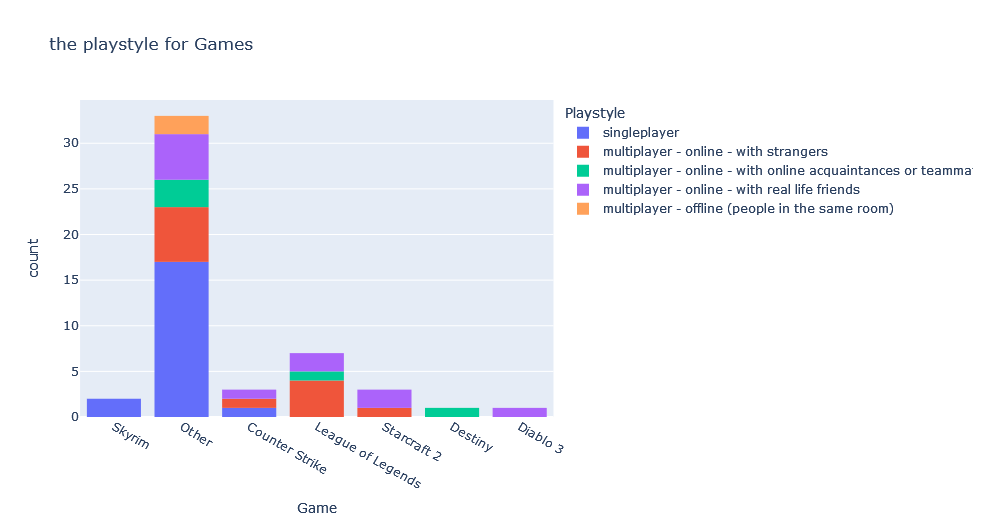 the playstyle for Games
Playstyle
singleplayer
multiplayer - online - with strangers
multiplayer - online - with online acquaintances or teamma
multiplayer - online - with real life friends
multiplayer - offline (people in the same room)
count
30
25
20
15
10
5
0
Skyrim
Other
Counter Strike
League of Legends
Starcraft 2
Destiny
Diablo 3
Game